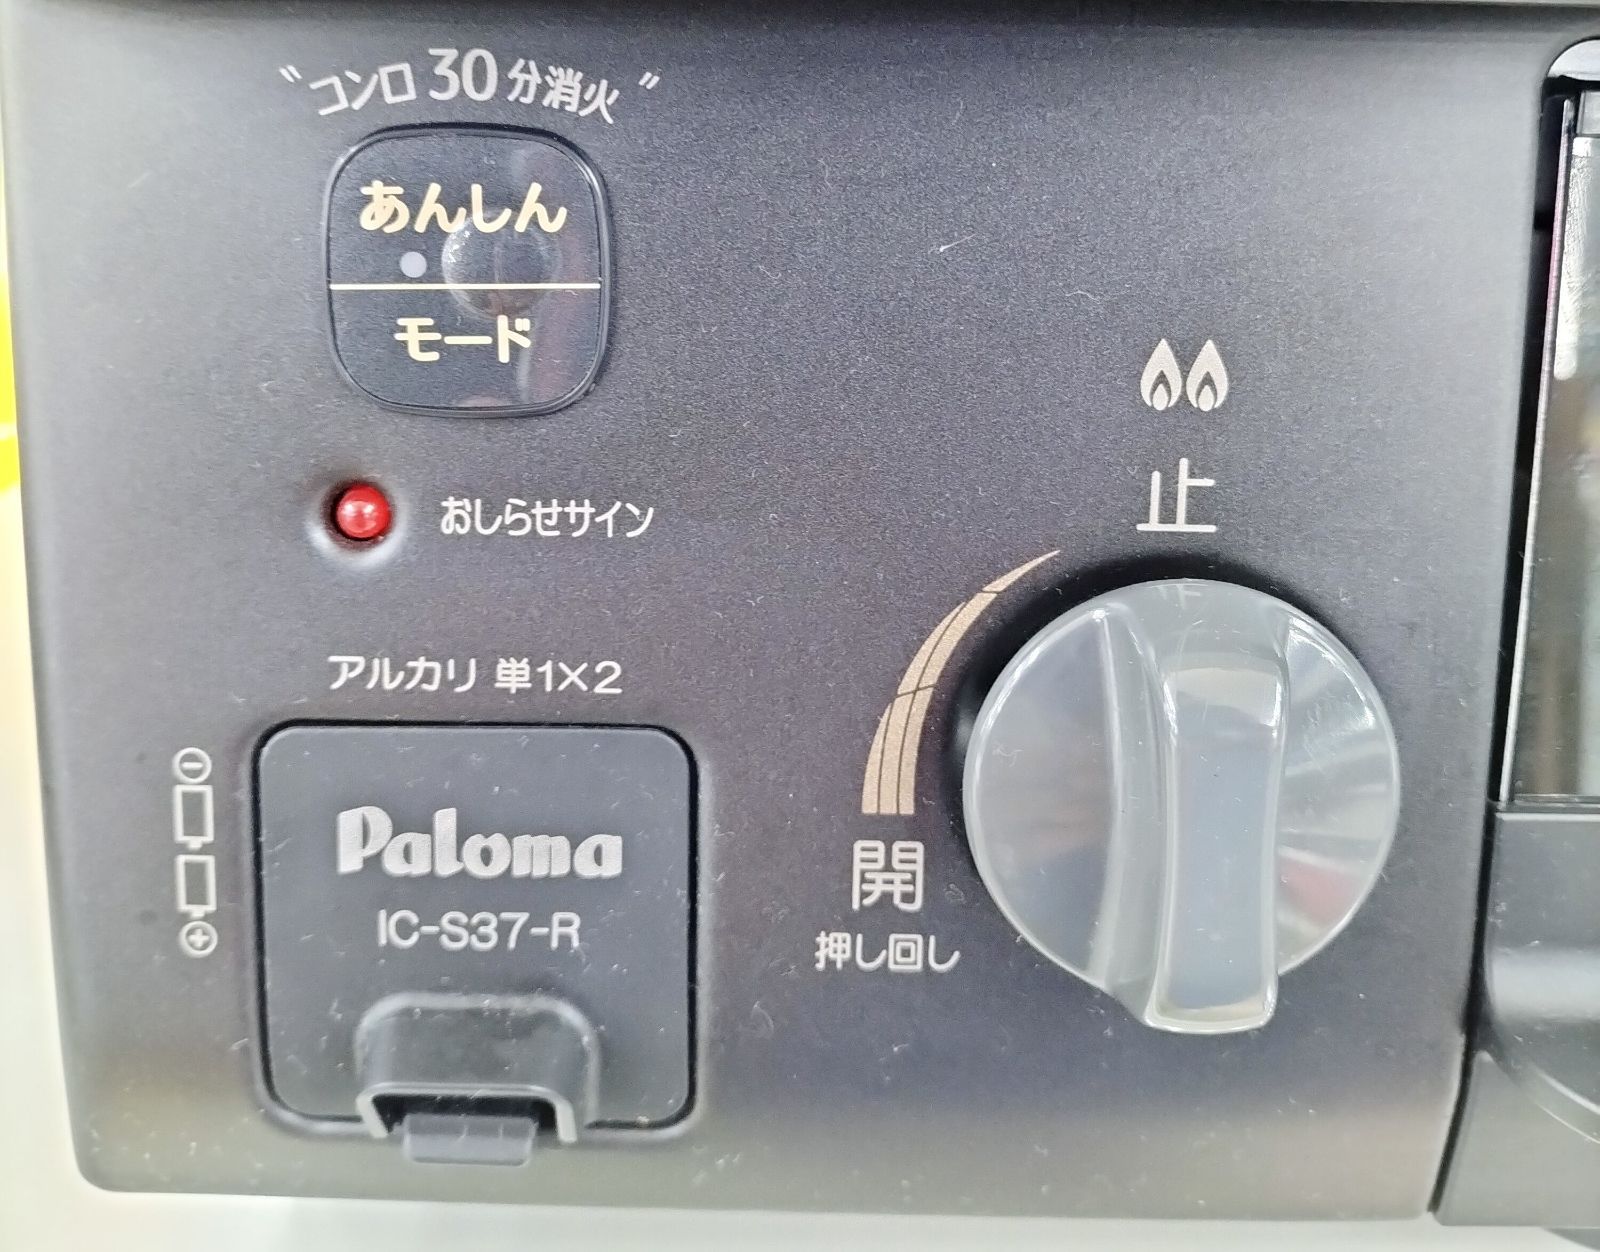 ”コンロ30分消火”
あんしん
モード
おしらせサイン
アルカリ 単1×2
Paloma
IC-S37-R
止
開
押し回し